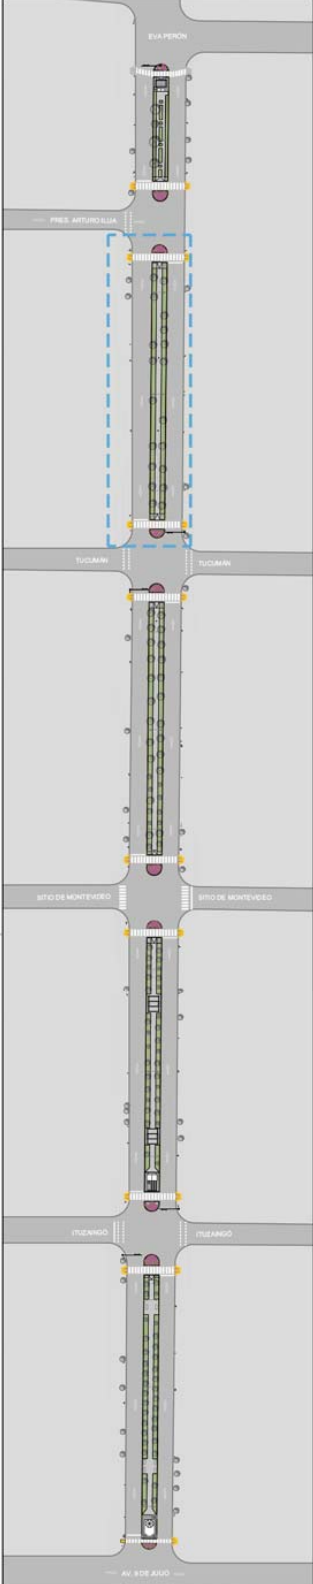 EVA PERÓN
PRES. ARTURO ILLIA
TUCUMÁN
TUCUMÁN
SITIO DE MONTEVIDEO
SITIO DE MONTEVIDEO
ITUZAINGÓ
ITUZAINGÓ
AV. 9 DE JULIO